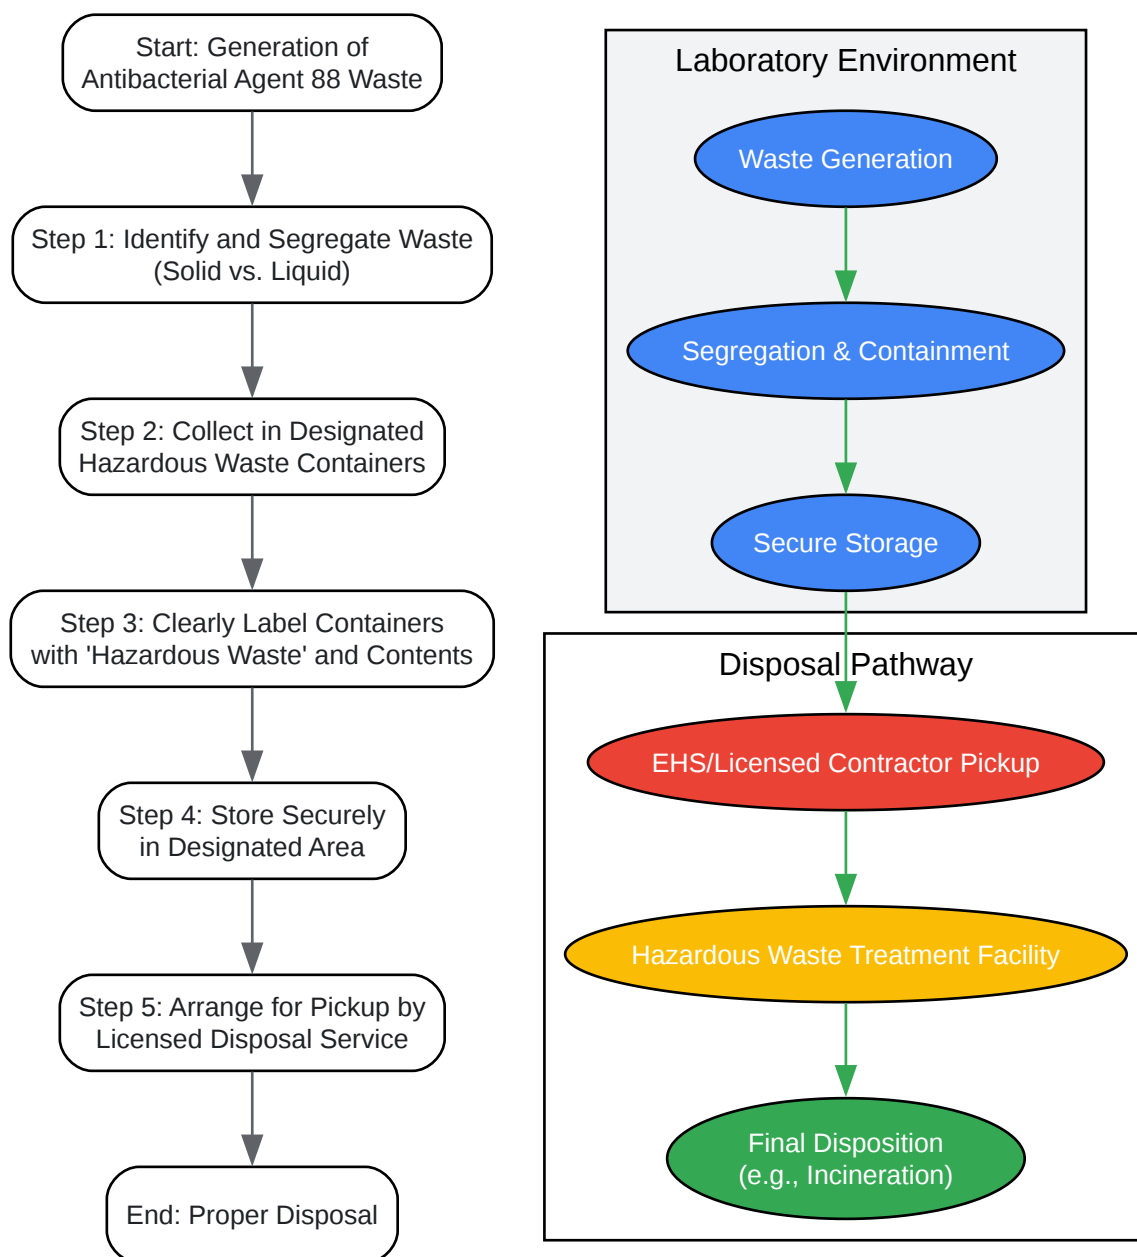 Start: Generation of
Antibacterial Agent 88 Waste
Step 1: Identify and Segregate Waste
(Solid vs. Liquid)
Step 2: Collect in Designated
Hazardous Waste Containers
Step 3: Clearly Label Containers
with 'Hazardous Waste' and Contents
Step 4: Store Securely
in Designated Area
Step 5: Arrange for Pickup by
Licensed Disposal Service
End: Proper Disposal
Laboratory Environment
Waste Generation
Segregation & Containment
Secure Storage
Disposal Pathway
EHS/Licensed Contractor Pickup
Hazardous Waste Treatment Facility
Final Disposition
(e.g., Incineration)